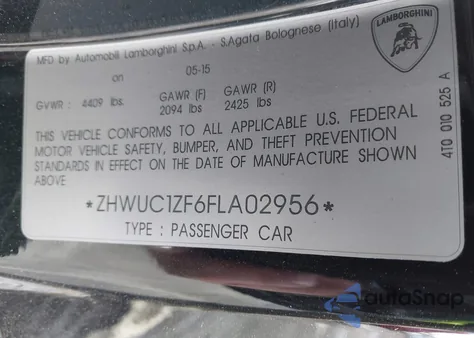 MFD by Automobili Lamborghini S.p.A. - S.Agata Bolognese (Italy)
on 05-15
LAMBORGHINI
GVWR : 4409 lbs. GAWR (F) 2094 lbs GAWR (R) 2425 lbs
THIS VEHICLE CONFORMS TO ALL APPLICABLE U.S. FEDERAL
MOTOR VEHICLE SAFETY, BUMPER, AND THEFT PREVENTION
STANDARDS IN EFFECT ON THE DATE OF MANUFACTURE SHOWN
ABOVE
*ZHWUC1ZF6FLA02956*
TYPE : PASSENGER CAR
4T0 010 525 A
autoSnap